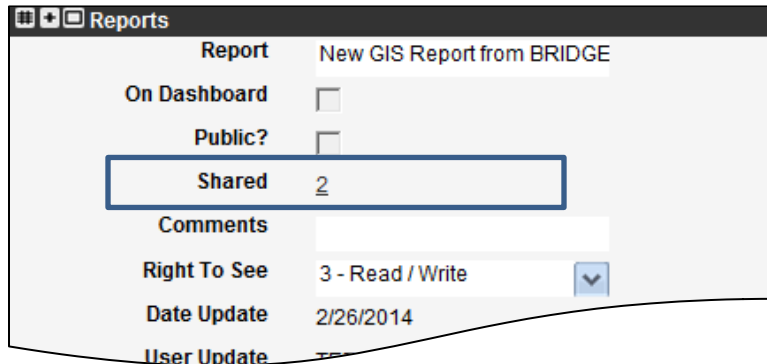 Reports
Report New GIS Report from BRIDGE
On Dashboard
Public?
Shared 2
Comments
Right To See 3 - Read / Write
Date Update 2/26/2014
User Update